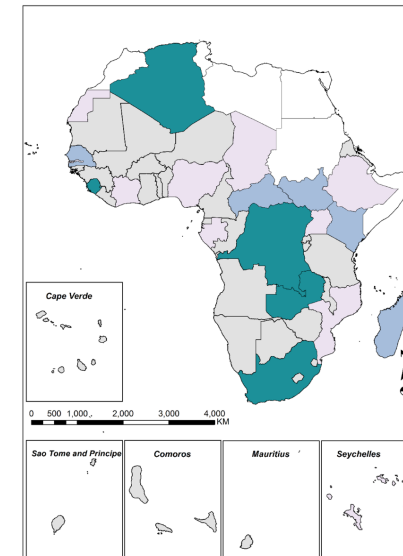 Cape Verde
0 500 1,000 2,000 3,000 4,000
KM
Sao Tome and Principe
Comoros
Mauritius
Seychelles